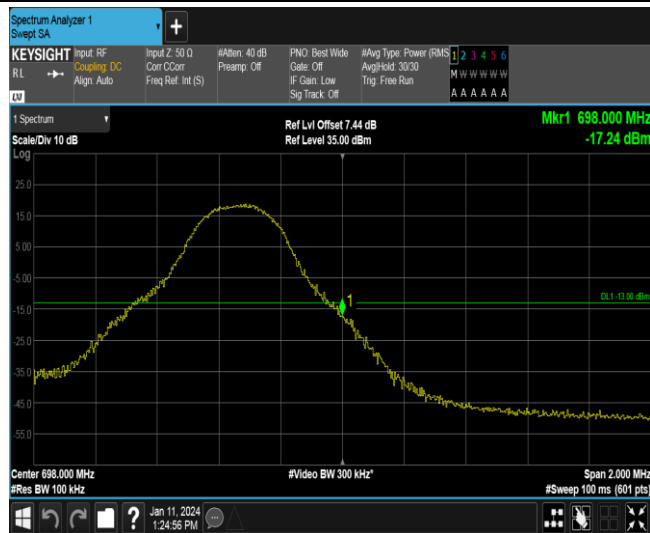 Spectrum Analyzer 1
Swept SA
+
KEYSIGHT
RL
LXI
Input: RF
Coupling: DC
Align: Auto
Input Z: 50 Ω
Corr CCorr
Freq Ref: Int (S)
#Atten: 40 dB
Preamp: Off
PNO: Best Wide
Gate: Off
IF Gain: Low
Sig Track: Off
#Avg Type: Power (RMS
Avg|Hold: 30/30
Trig: Free Run
1 2 3 4 5 6
M W W W W W
A A A A A A
1 Spectrum
Scale/Div 10 dB
Log
Ref Lvl Offset 7.44 dB
Ref Level 35.00 dBm
Mkr1 698.000 MHz
-17.24 dBm
25.0
15.0
5.00
-5.00
-15.0
-25.0
-35.0
-45.0
-55.0
1
DL1 -13.00 dBm
Center 698.000 MHz
#Res BW 100 kHz
#Video BW 300 kHz*
Span 2.000 MHz
#Sweep 100 ms (601 pts)
?
Jan 11, 2024
1:24:56 PM